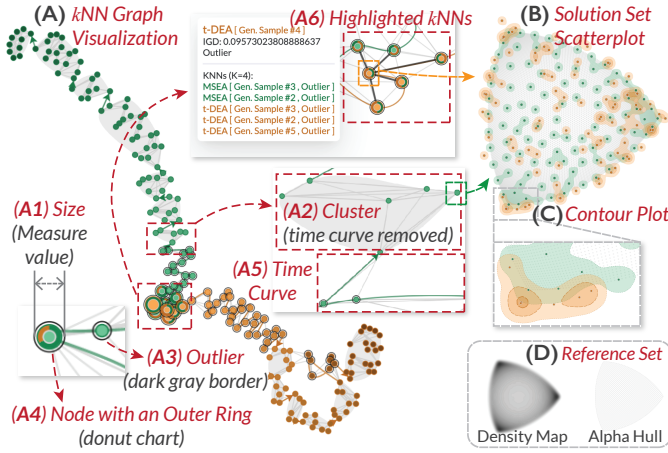 (A) kNN Graph
Visualization
t-DEA [ Gen. Sample #4 ]
IGD: 0.09573023808888637
Outlier
KNNs (K=4):
MSEA [ Gen. Sample #3 , Outlier ]
MSEA [ Gen. Sample #2 , Outlier ]
t-DEA [ Gen. Sample #3 , Outlier ]
t-DEA [ Gen. Sample #2 , Outlier ]
t-DEA [ Gen. Sample #5 , Outlier ]
(A6) Highlighted kNNs
(B) Solution Set
Scatterplot
(A1) Size
(Measure
value)
(A2) Cluster
(time curve removed)
(A5) Time
Curve
(C) Contour Plot
(A3) Outlier
(dark gray border)
(A4) Node with an Outer Ring
(donut chart)
(D) Reference Set
Density Map
Alpha Hull